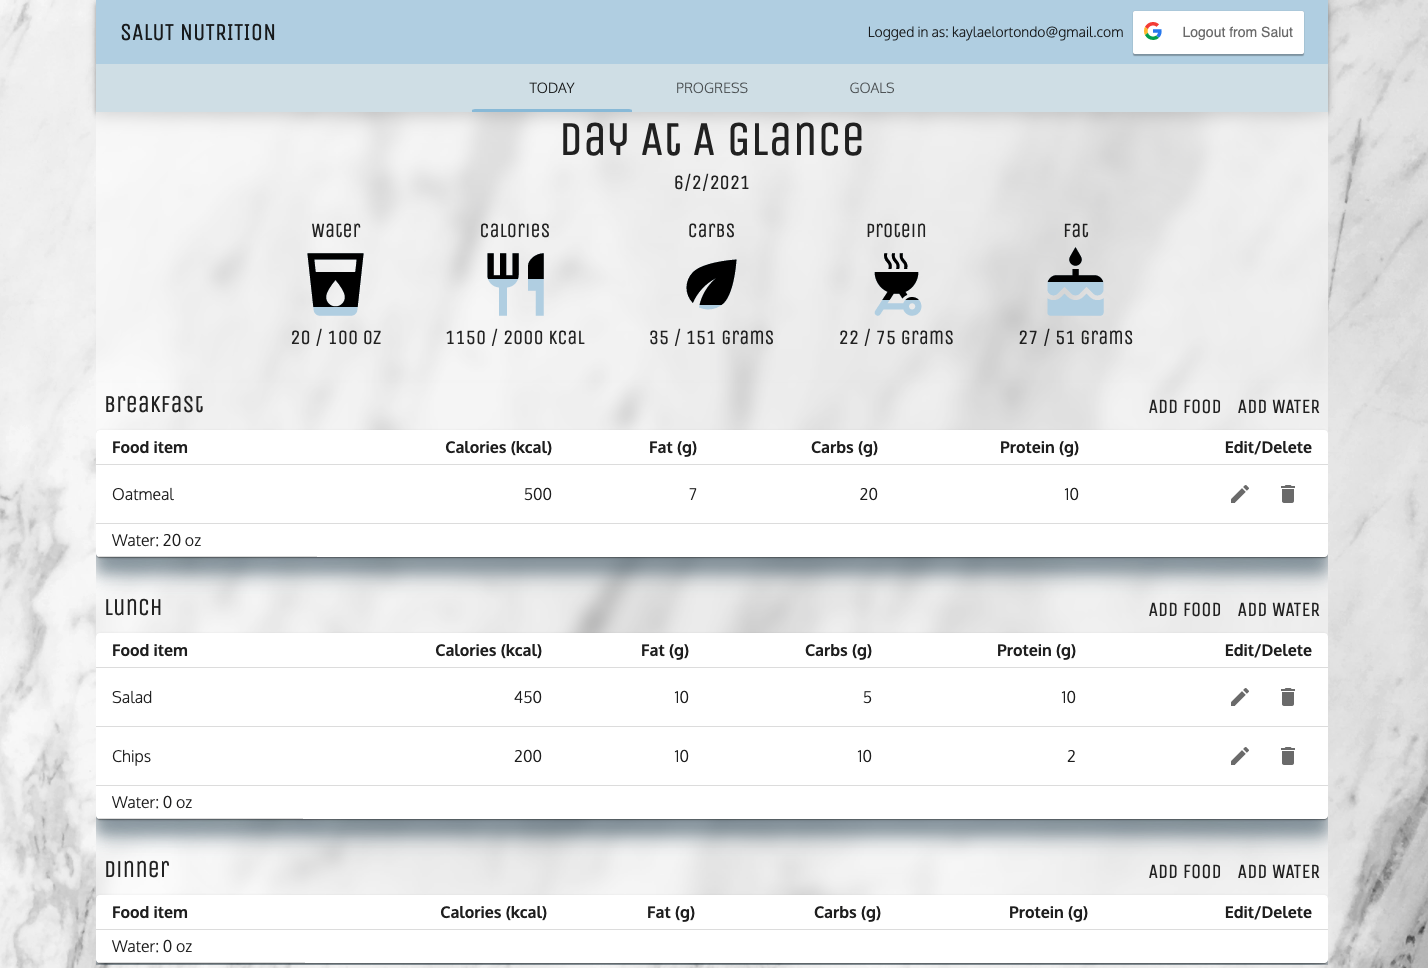 SALUT NUTRITION
Logged in as: kaylaelortondo@gmail.com
Logout from Salut
TODAY PROGRESS GOALS
Day At A Glance
6/2/2021
Water Calories Carbs Protein Fat
20 / 100 oz 1150 / 2000 Kcal 35 / 151 Grams 22 / 75 Grams 27 / 51 Grams
Breakfast ADD FOOD ADD WATER
Food item Calories (kcal) Fat (g) Carbs (g) Protein (g) Edit/Delete
Oatmeal 500 7 20 10
Water: 20 oz
Lunch ADD FOOD ADD WATER
Food item Calories (kcal) Fat (g) Carbs (g) Protein (g) Edit/Delete
Salad 450 10 5 10
Chips 200 10 10 2
Water: 0 oz
Dinner ADD FOOD ADD WATER
Food item Calories (kcal) Fat (g) Carbs (g) Protein (g) Edit/Delete
Water: 0 oz